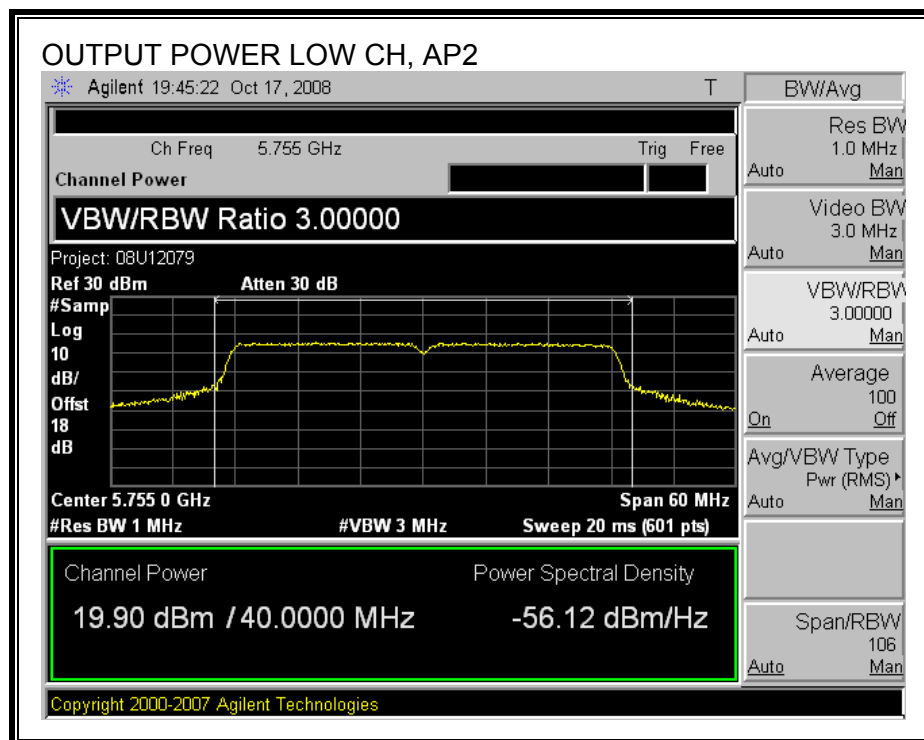 OUTPUT POWER LOW CH, AP2
Agilent 19:45:22 Oct 17, 2008 T
BW/Avg
Ch Freq 5.755 GHz Trig Free
Channel Power
VBW/RBW Ratio 3.00000
Project: 08U12079
Ref 30 dBm Atten 30 dB
#Samp
Log
10
dB/
Offst
18
dB
Center 5.755 0 GHz Span 60 MHz
#Res BW 1 MHz #VBW 3 MHz Sweep 20 ms (601 pts)
Channel Power Power Spectral Density
19.90 dBm / 40.0000 MHz -56.12 dBm/Hz
Copyright 2000-2007 Agilent Technologies
Res BW
1.0 MHz
Auto Man
Video BW
3.0 MHz
Auto Man
VBW/RBW
3.00000
Auto Man
Average
100
On Off
Avg/VBW Type
Pwr (RMS)
Auto Man
Span/RBW
106
Auto Man